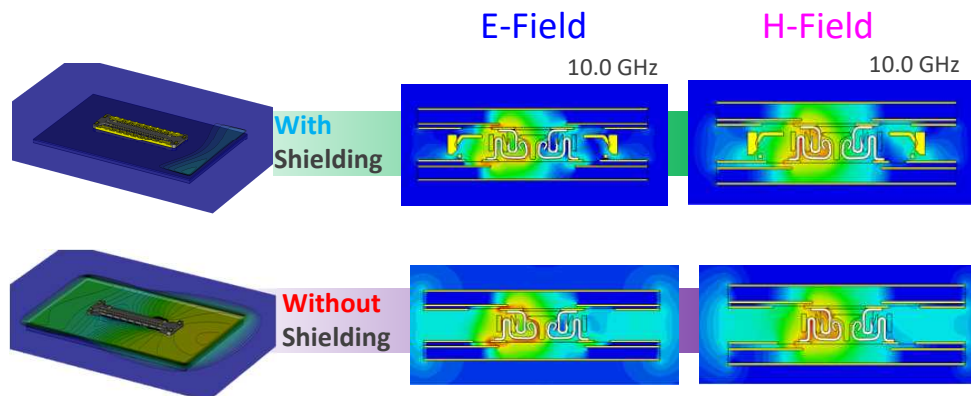 E-Field
H-Field
10.0 GHz
10.0 GHz
With
Shielding
Without
Shielding